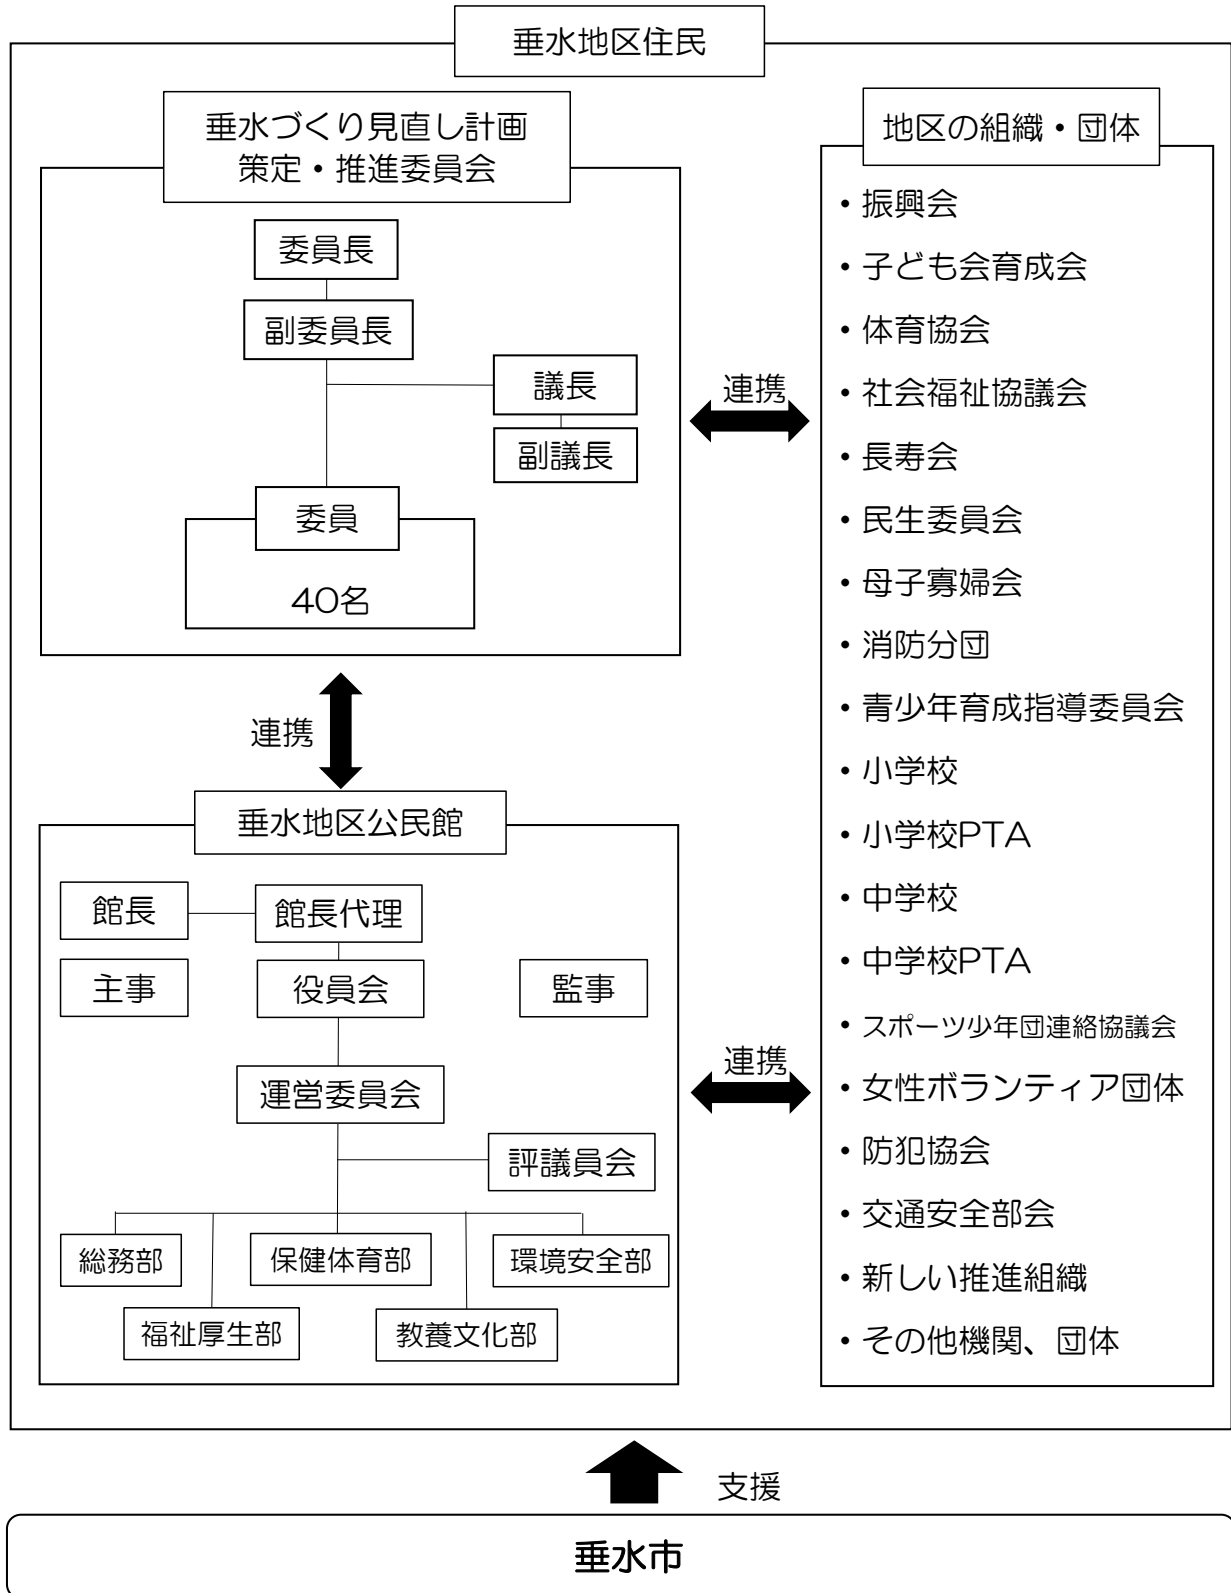 垂水地区住民
垂水づくり見直し計画
策定・推進委員会
委員長
副委員長
議長
副議長
委員
40名
連携
地区の組織・団体
・振興会
・子ども会育成会
・体育協会
・社会福祉協議会
・長寿会
・民生委員会
・母子寡婦会
・消防分団
・青少年育成指導委員会
・小学校
・小学校PTA
・中学校
・中学校PTA
・スポーツ少年団連絡協議会
・女性ボランティア団体
・防犯協会
・交通安全部会
・新しい推進組織
・その他機関、団体
連携
垂水地区公民館
館長
館長代理
主事
役員会
監事
運営委員会
評議員会
総務部
保健体育部
環境安全部
福祉厚生部
教養文化部
連携
支援
垂水市